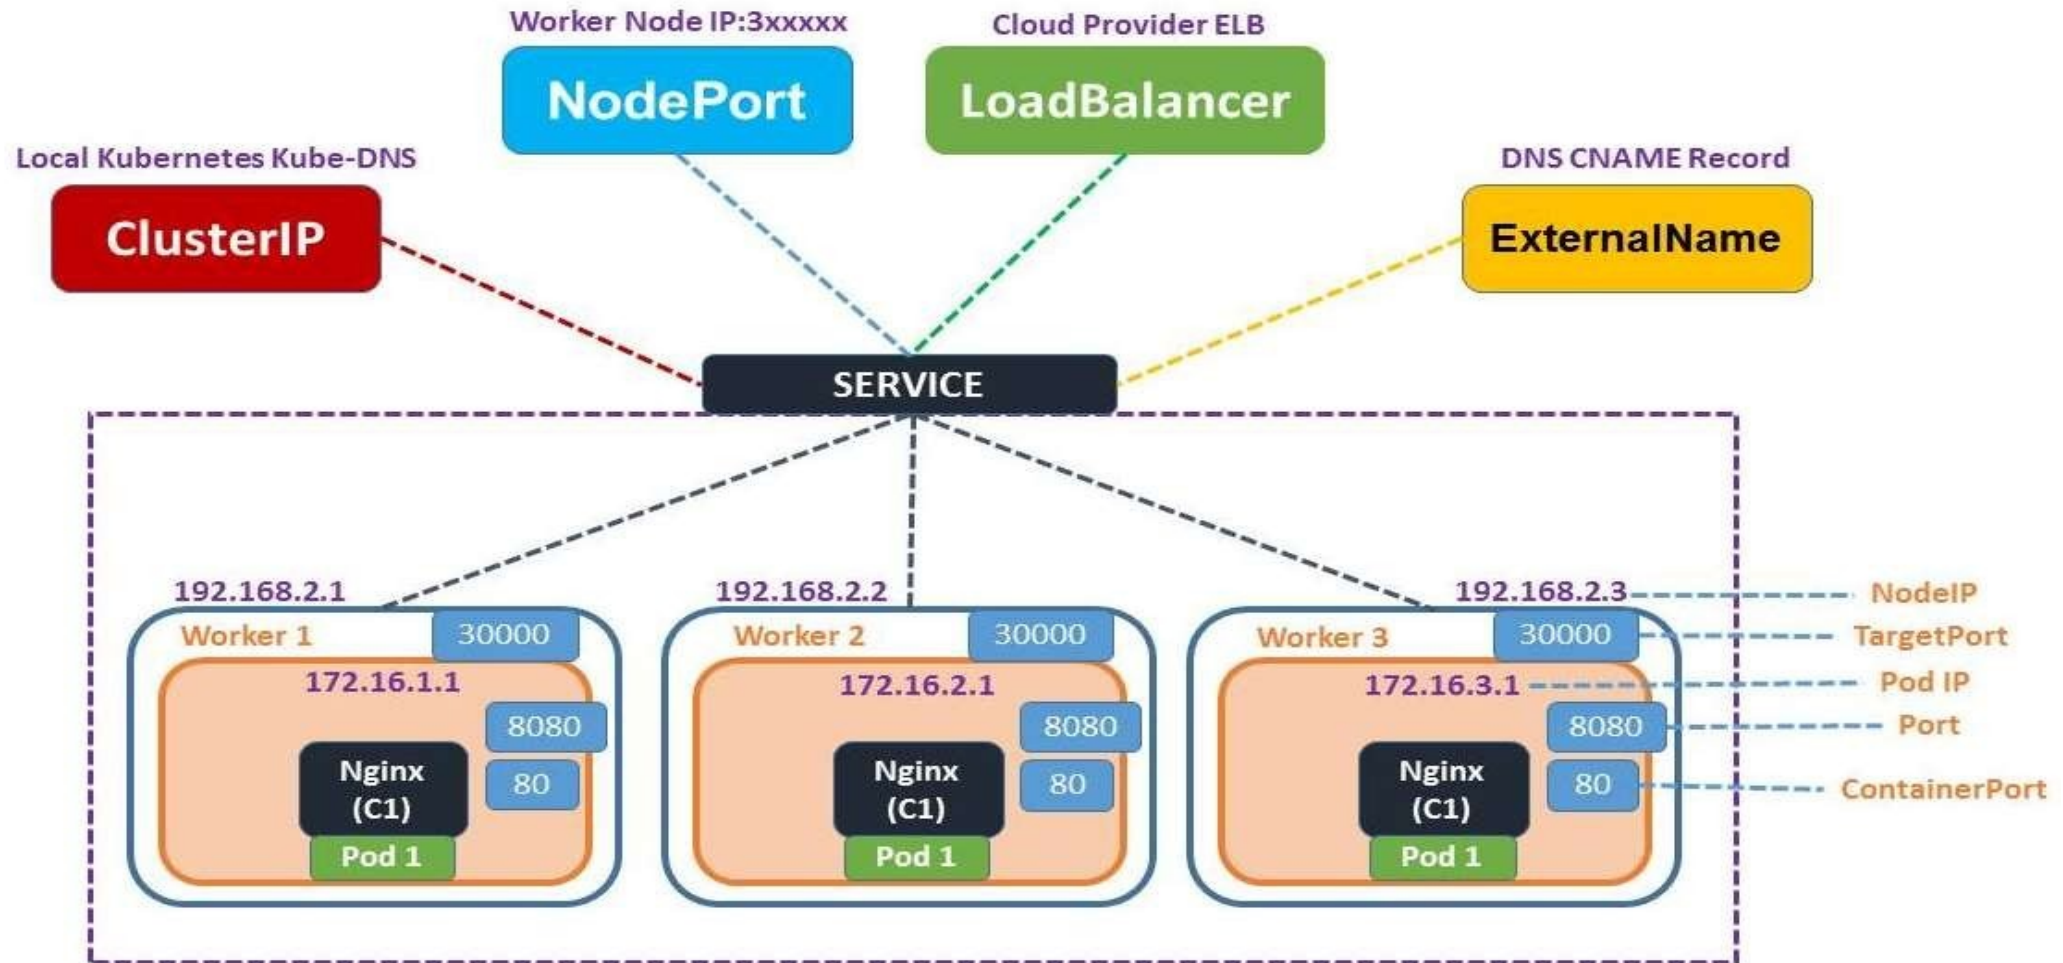 Worker Node IP:3xxxxx
Cloud Provider ELB
NodePort
LoadBalancer
Local Kubernetes Kube-DNS
DNS CNAME Record
ClusterIP
ExternalName
SERVICE
192.168.2.1
192.168.2.2
192.168.2.3
NodeIP
Worker 1
30000
Worker 2
30000
Worker 3
30000
TargetPort
172.16.1.1
172.16.2.1
172.16.3.1
Pod IP
8080
8080
8080
Port
Nginx
(C1)
80
Nginx
(C1)
80
Nginx
(C1)
80
ContainerPort
Pod 1
Pod 1
Pod 1